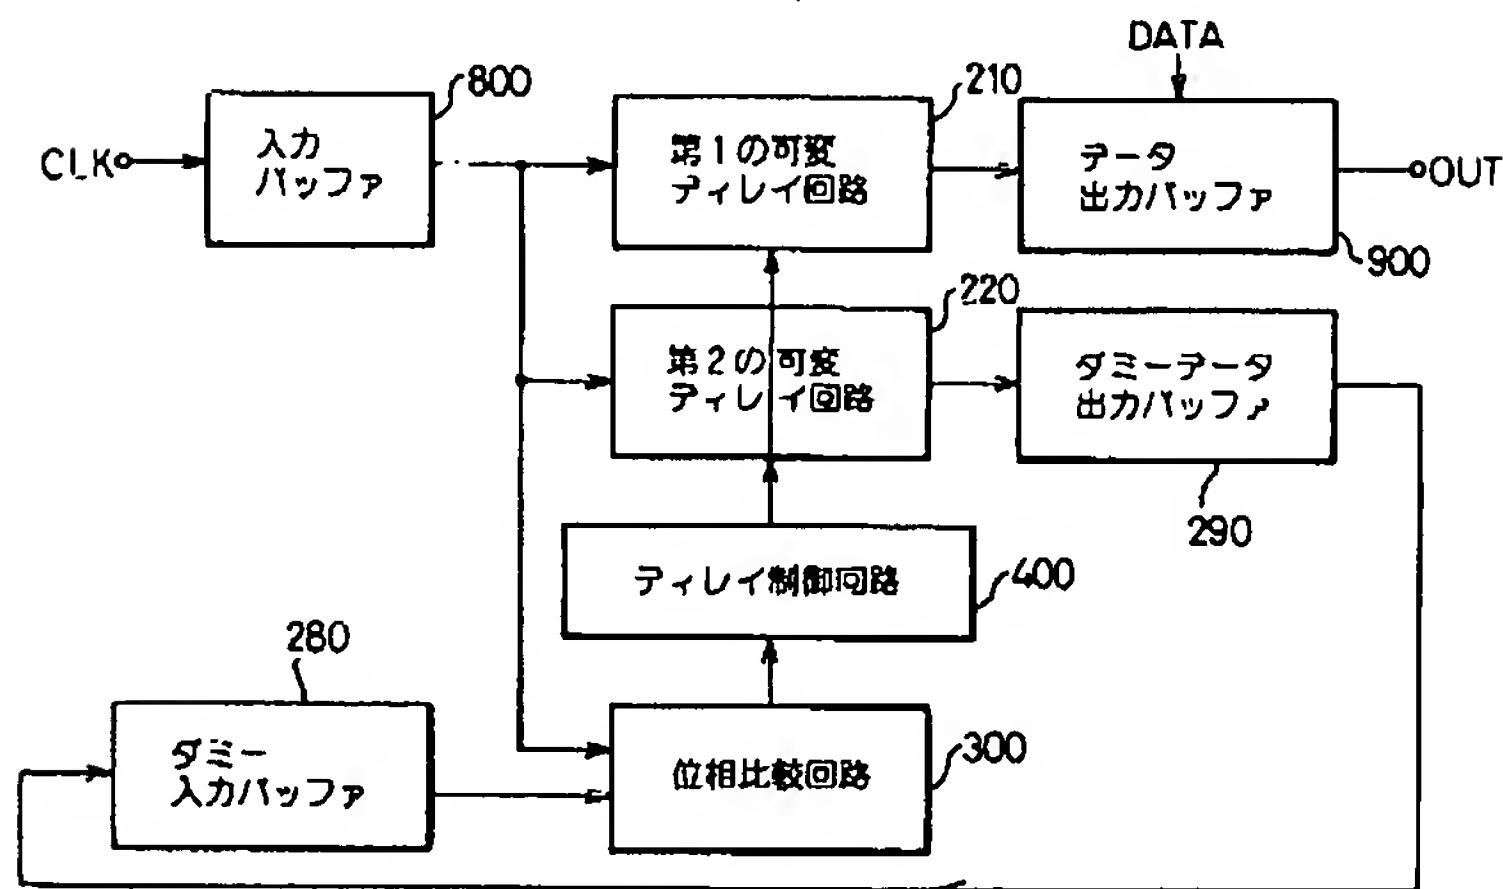 DATA
800
210
CLK
入力
バッファ
第1の可変
ディレイ回路
データ
出力バッファ
OUT
900
220
第2の可変
ディレイ回路
ダミーデータ
出力バッファ
290
ディレイ制御回路
400
280
ダミー
入力バッファ
位相比較回路
300